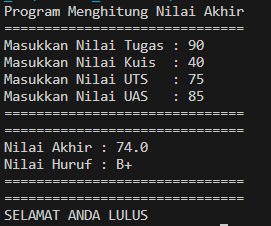 Program Menghitung Nilai Akhir
==============================
Masukkan Nilai Tugas : 90
Masukkan Nilai Kuis  : 40
Masukkan Nilai UTS   : 75
Masukkan Nilai UAS   : 85
==============================
==============================
Nilai Akhir : 74.0
Nilai Huruf : B+
==============================
==============================
SELAMAT ANDA LULUS